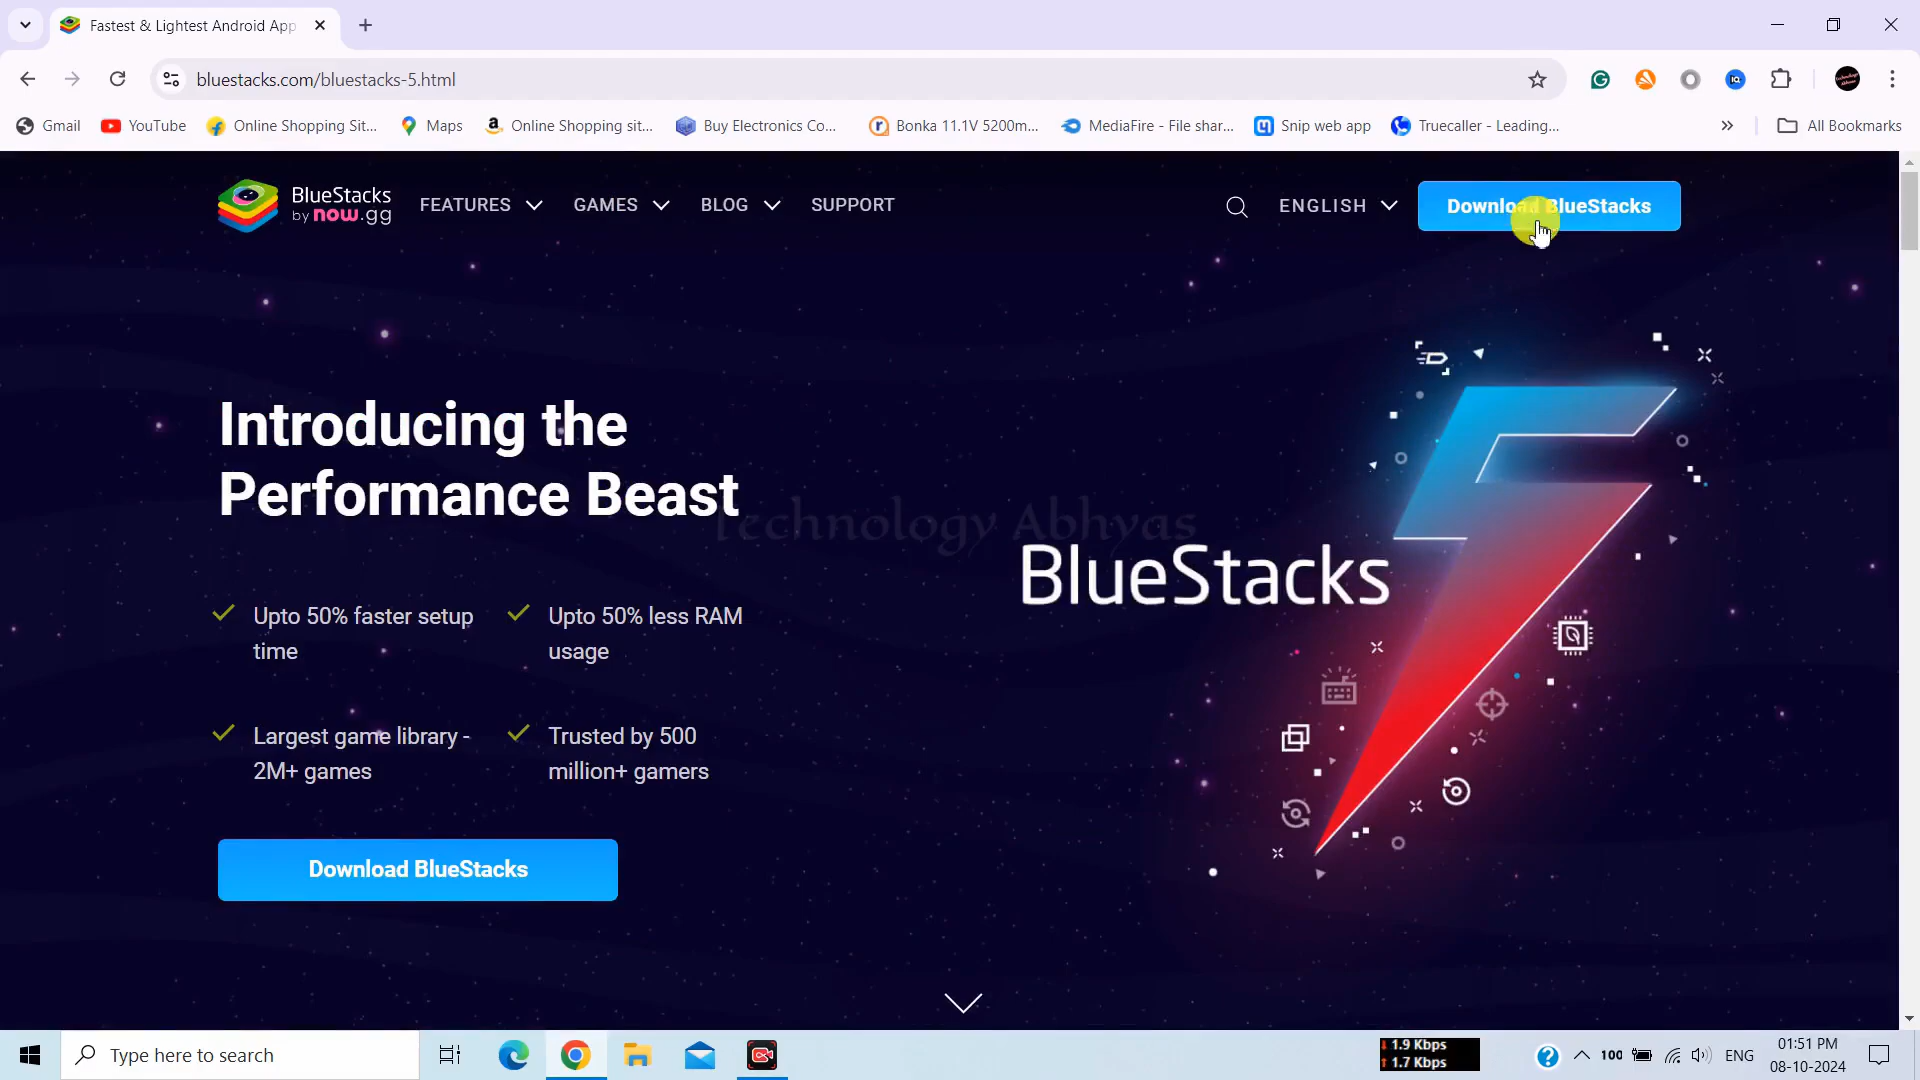 Fastest & Lightest Android App
bluestacks.com/bluestacks-5.html
Gmail
YouTube
Online Shopping Sit...
Maps
Online Shopping sit...
Buy Electronics Co...
Bonka 11.1V 5200m...
MediaFire - File shar...
Snip web app
Truecaller - Leading...
All Bookmarks
BlueStacks
by now.gg
FEATURES
GAMES
BLOG
SUPPORT
ENGLISH
Download BlueStacks
Introducing the
Performance Beast
Technology Abhyas
BlueStacks
Upto 50% faster setup
time
Upto 50% less RAM
usage
Largest game library -
2M+ games
Trusted by 500
million+ gamers
Download BlueStacks
Type here to search
1.9 Kbps
1.7 Kbps
100
ENG
01:51 PM
08-10-2024